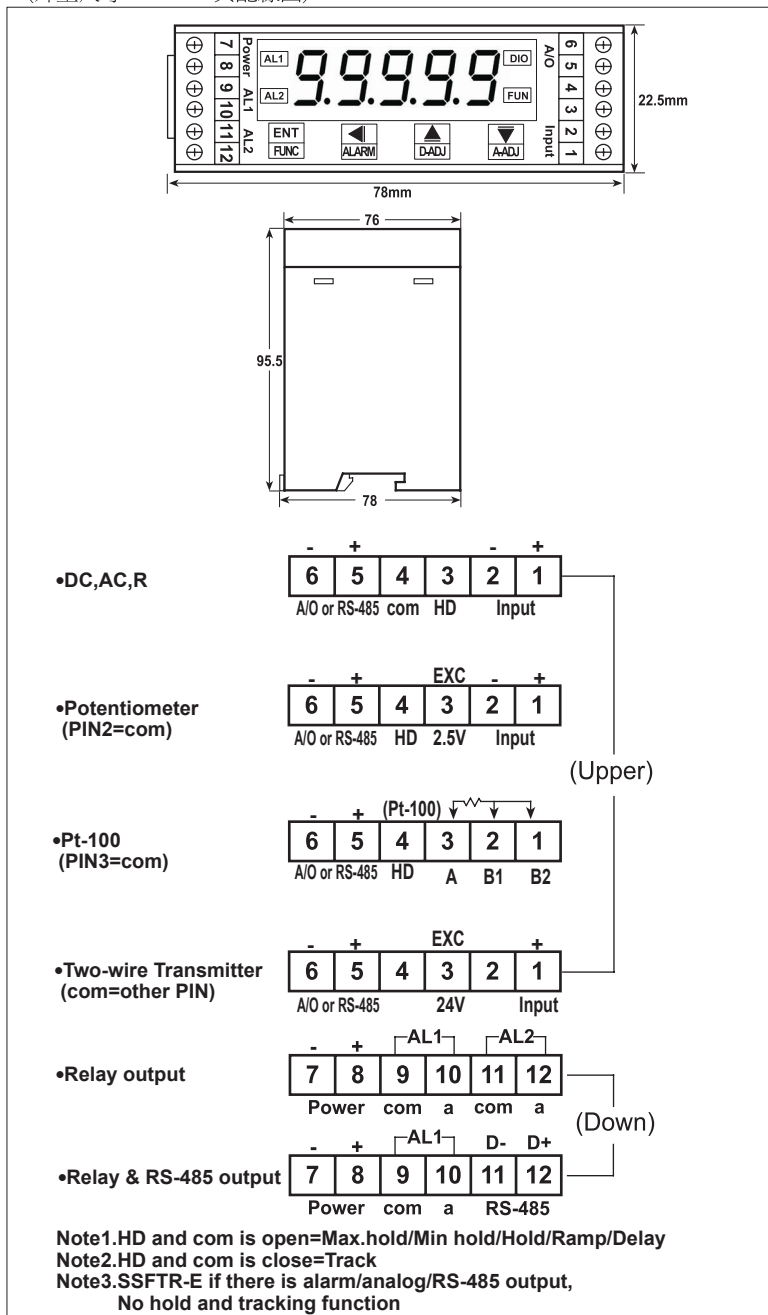 7 Power AL1 9.9.9.9.9 DIO A/O 6
8 5
9 AL1 AL2 FUN 4
10 3
11 AL2 ENT Input 2
12 FUNC ALARM D-ADJ A-ADJ 1
22.5mm
78mm
76
95.5
78
- + - +
•DC,AC,R 6 5 4 3 2 1
A/O or RS-485 com HD Input
- + EXC - +
•Potentiometer 6 5 4 3 2 1
(PIN2=com)
A/O or RS-485 HD 2.5V Input
(Upper)
- + (Pt-100)
•Pt-100 6 5 4 3 2 1
(PIN3=com)
A/O or RS-485 HD A B1 B2
- + EXC +
•Two-wire Transmitter 6 5 4 3 2 1
(com=other PIN)
A/O or RS-485 24V Input
- + AL1 AL2
•Relay output 7 8 9 10 11 12
Power com a com a
(Down)
- + AL1 D- D+
•Relay & RS-485 output 7 8 9 10 11 12
Power com a RS-485
Note1.HD and com is open=Max.hold/Min hold/Hold/Ramp/Delay
Note2.HD and com is close=Track
Note3.SSFTR-E if there is alarm/analog/RS-485 output,
No hold and tracking function